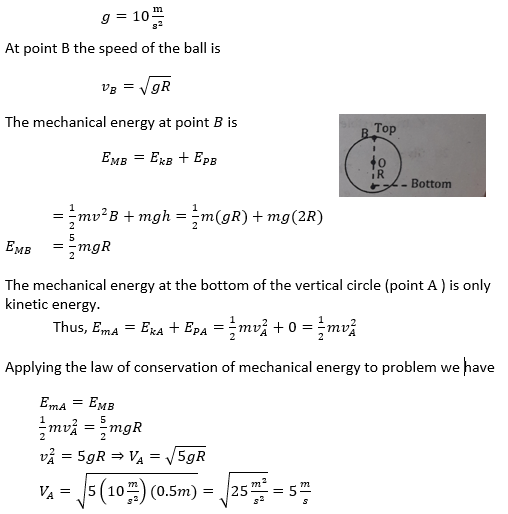 g = 10 m/s²
At point B the speed of the ball is
v_B = √gR
The mechanical energy at point B is
E_MB = E_kB + E_PB
B Top
O
R
Bottom
= ½mv²B + mgh = ½m(gR) + mg(2R)
E_MB = 5/2 mgR
The mechanical energy at the bottom of the vertical circle (point A ) is only
kinetic energy.
Thus, E_mA = E_kA + E_PA = ½mv_A² + 0 = ½mv_A²
Applying the law of conservation of mechanical energy to problem we have
E_mA = E_MB
½mv_A² = 5/2 mgR
v_A² = 5gR ⇒ V_A = √5gR
V_A = √5(10 m/s²)(0.5m) = √25 m²/s² = 5 m/s